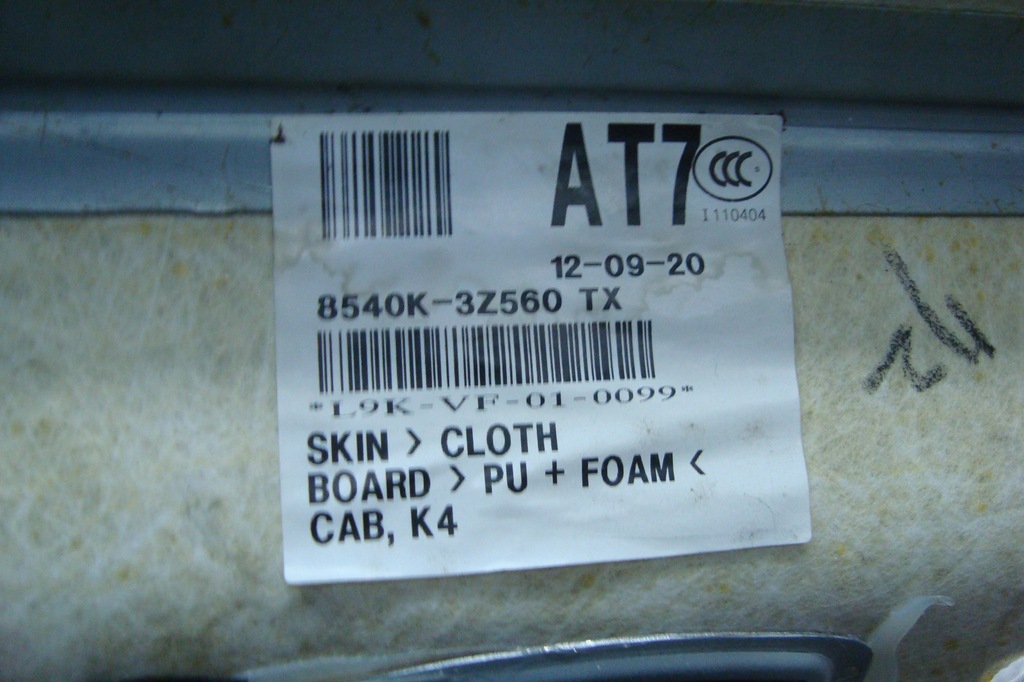 AT7
CCC
I110404
12-09-20
8540K-3Z560 TX
*L9K-VF-01-0099*
SKIN > CLOTH
BOARD > PU + FOAM <
CAB, K4